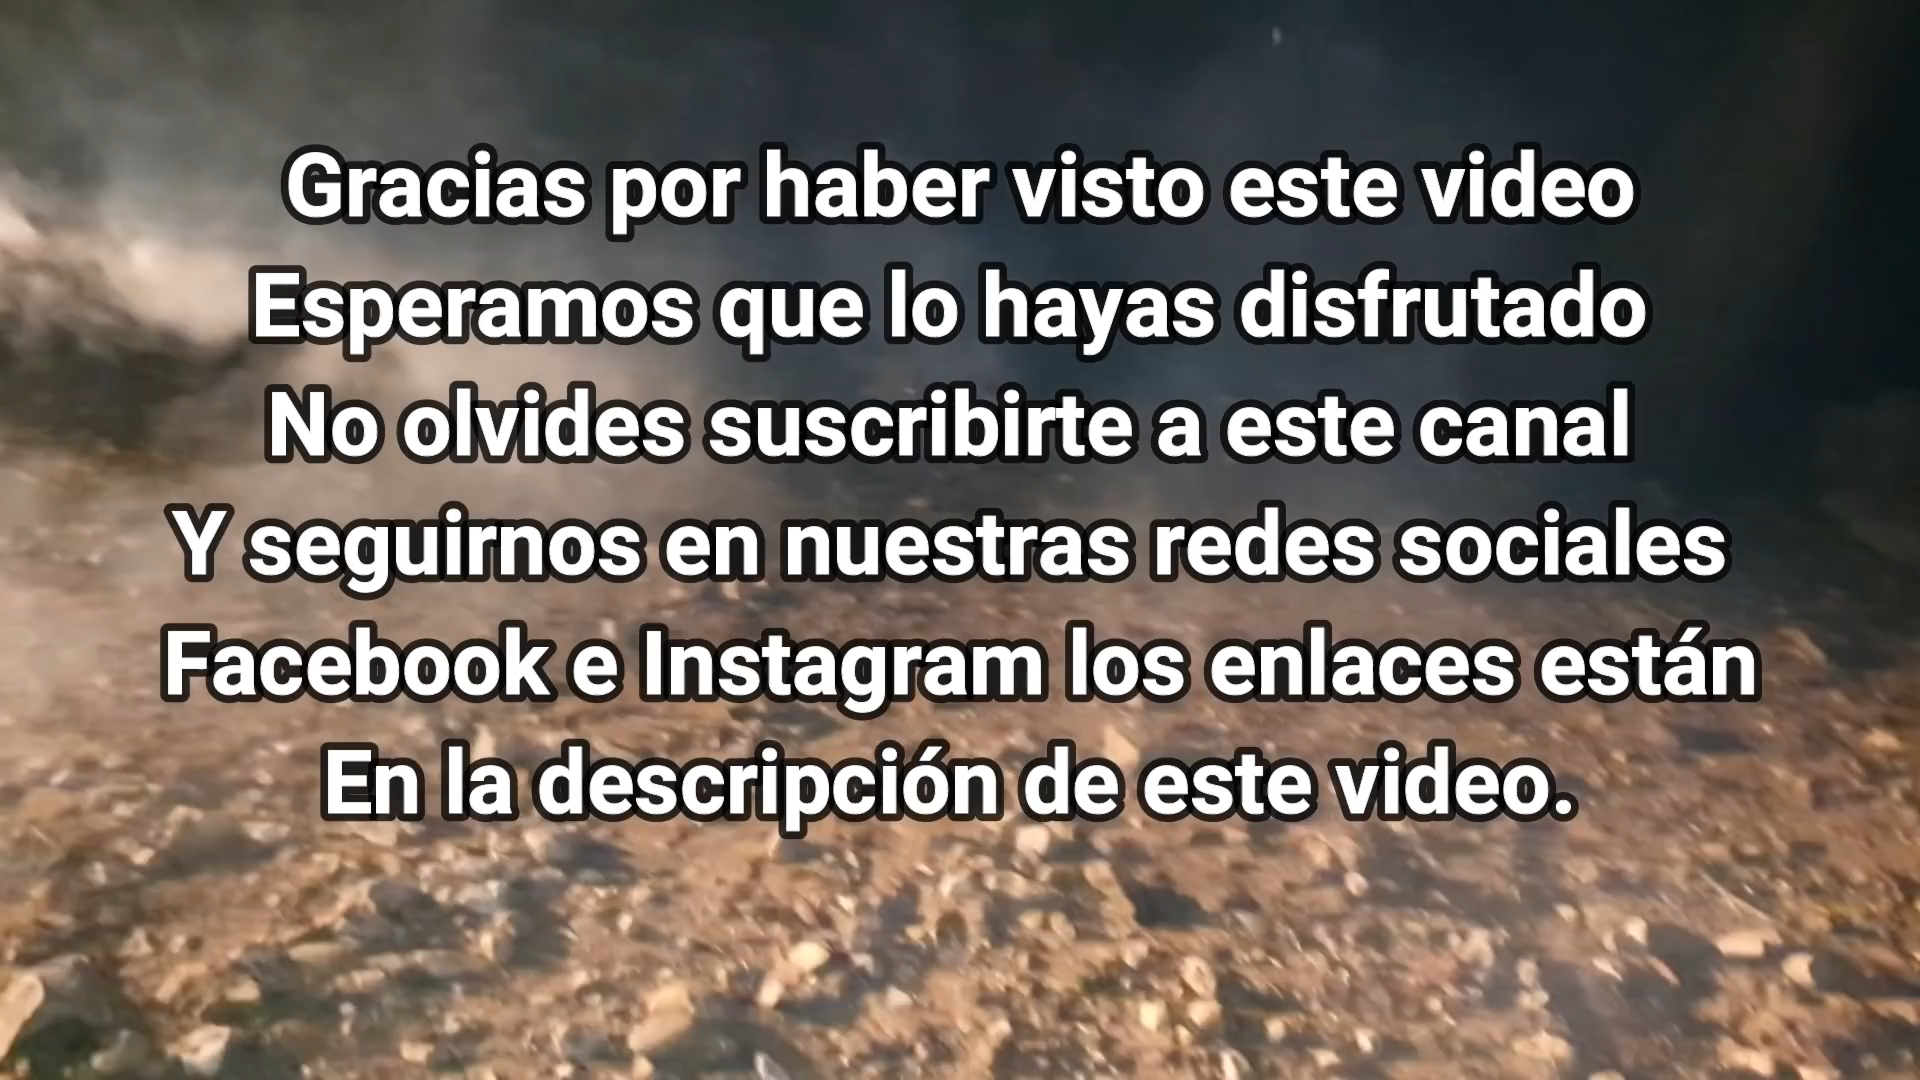 Gracias por haber visto este video
Esperamos que lo hayas disfrutado
No olvides suscribirte a este canal
Y seguirnos en nuestras redes sociales
Facebook e Instagram los enlaces están
En la descripción de este video.